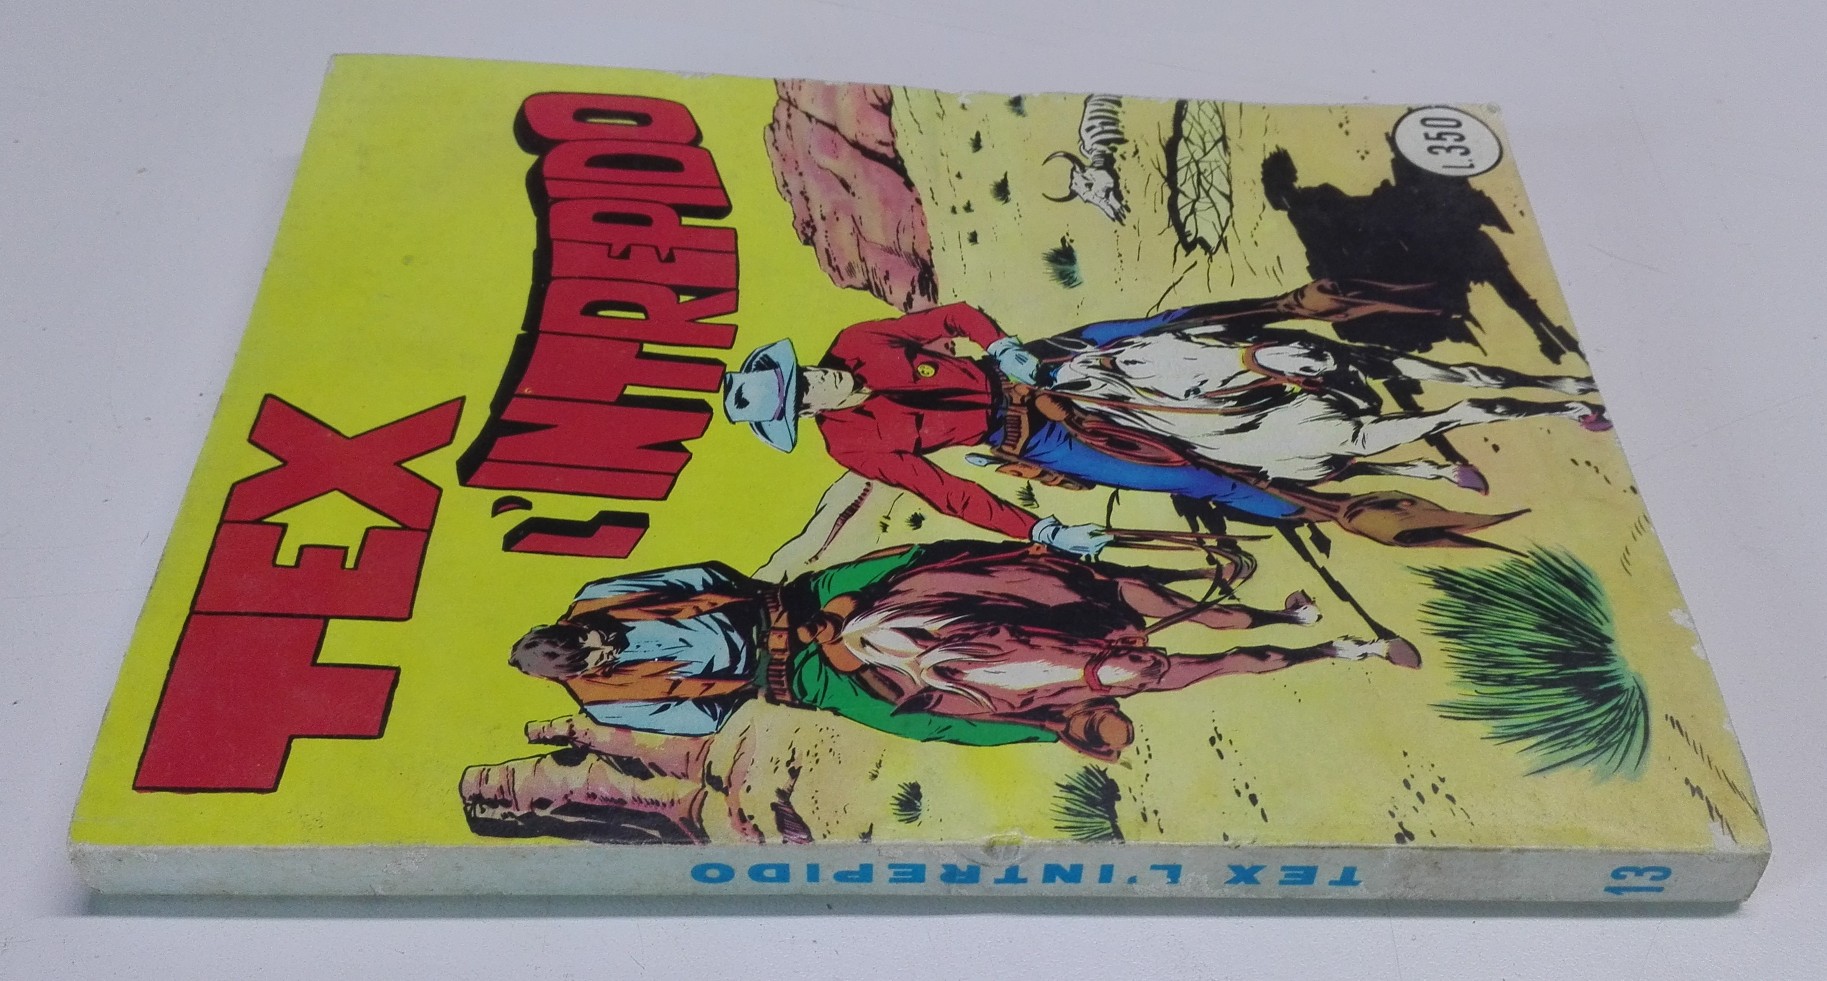 TEX
L'INTREPIDO
L.350
TEX L'INTREPIDO
13